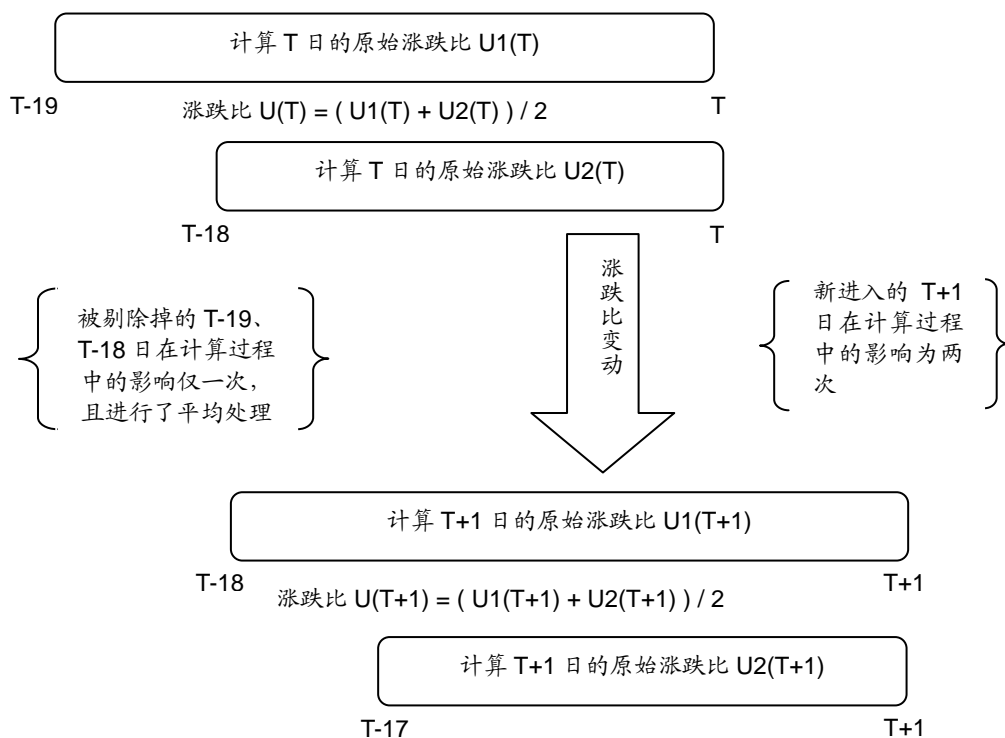 计算 T 日的原始涨跌比 U1(T)
T-19
涨跌比 U(T) = ( U1(T) + U2(T) ) / 2
T
计算 T 日的原始涨跌比 U2(T)
T-18
T
涨
跌
比
变
动
被剔除掉的 T-19、
T-18 日在计算过程
中的影响仅一次，
且进行了平均处理
新进入的 T+1
日在计算过程
中的影响为两
次
计算 T+1 日的原始涨跌比 U1(T+1)
T-18
T+1
涨跌比 U(T+1) = ( U1(T+1) + U2(T+1) ) / 2
计算 T+1 日的原始涨跌比 U2(T+1)
T-17
T+1